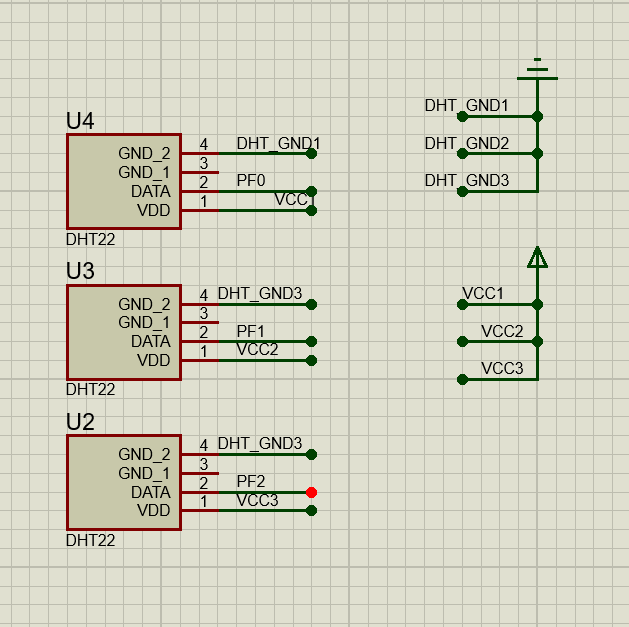 U4
GND_2 4 DHT_GND1
GND_1 3
DATA 2 PF0
VDD 1 VCC1
DHT22
U3
GND_2 4 DHT_GND3
GND_1 3
DATA 2 PF1
VDD 1 VCC2
DHT22
U2
GND_2 4 DHT_GND3
GND_1 3
DATA 2 PF2
VDD 1 VCC3
DHT22
DHT_GND1
DHT_GND2
DHT_GND3
VCC1
VCC2
VCC3